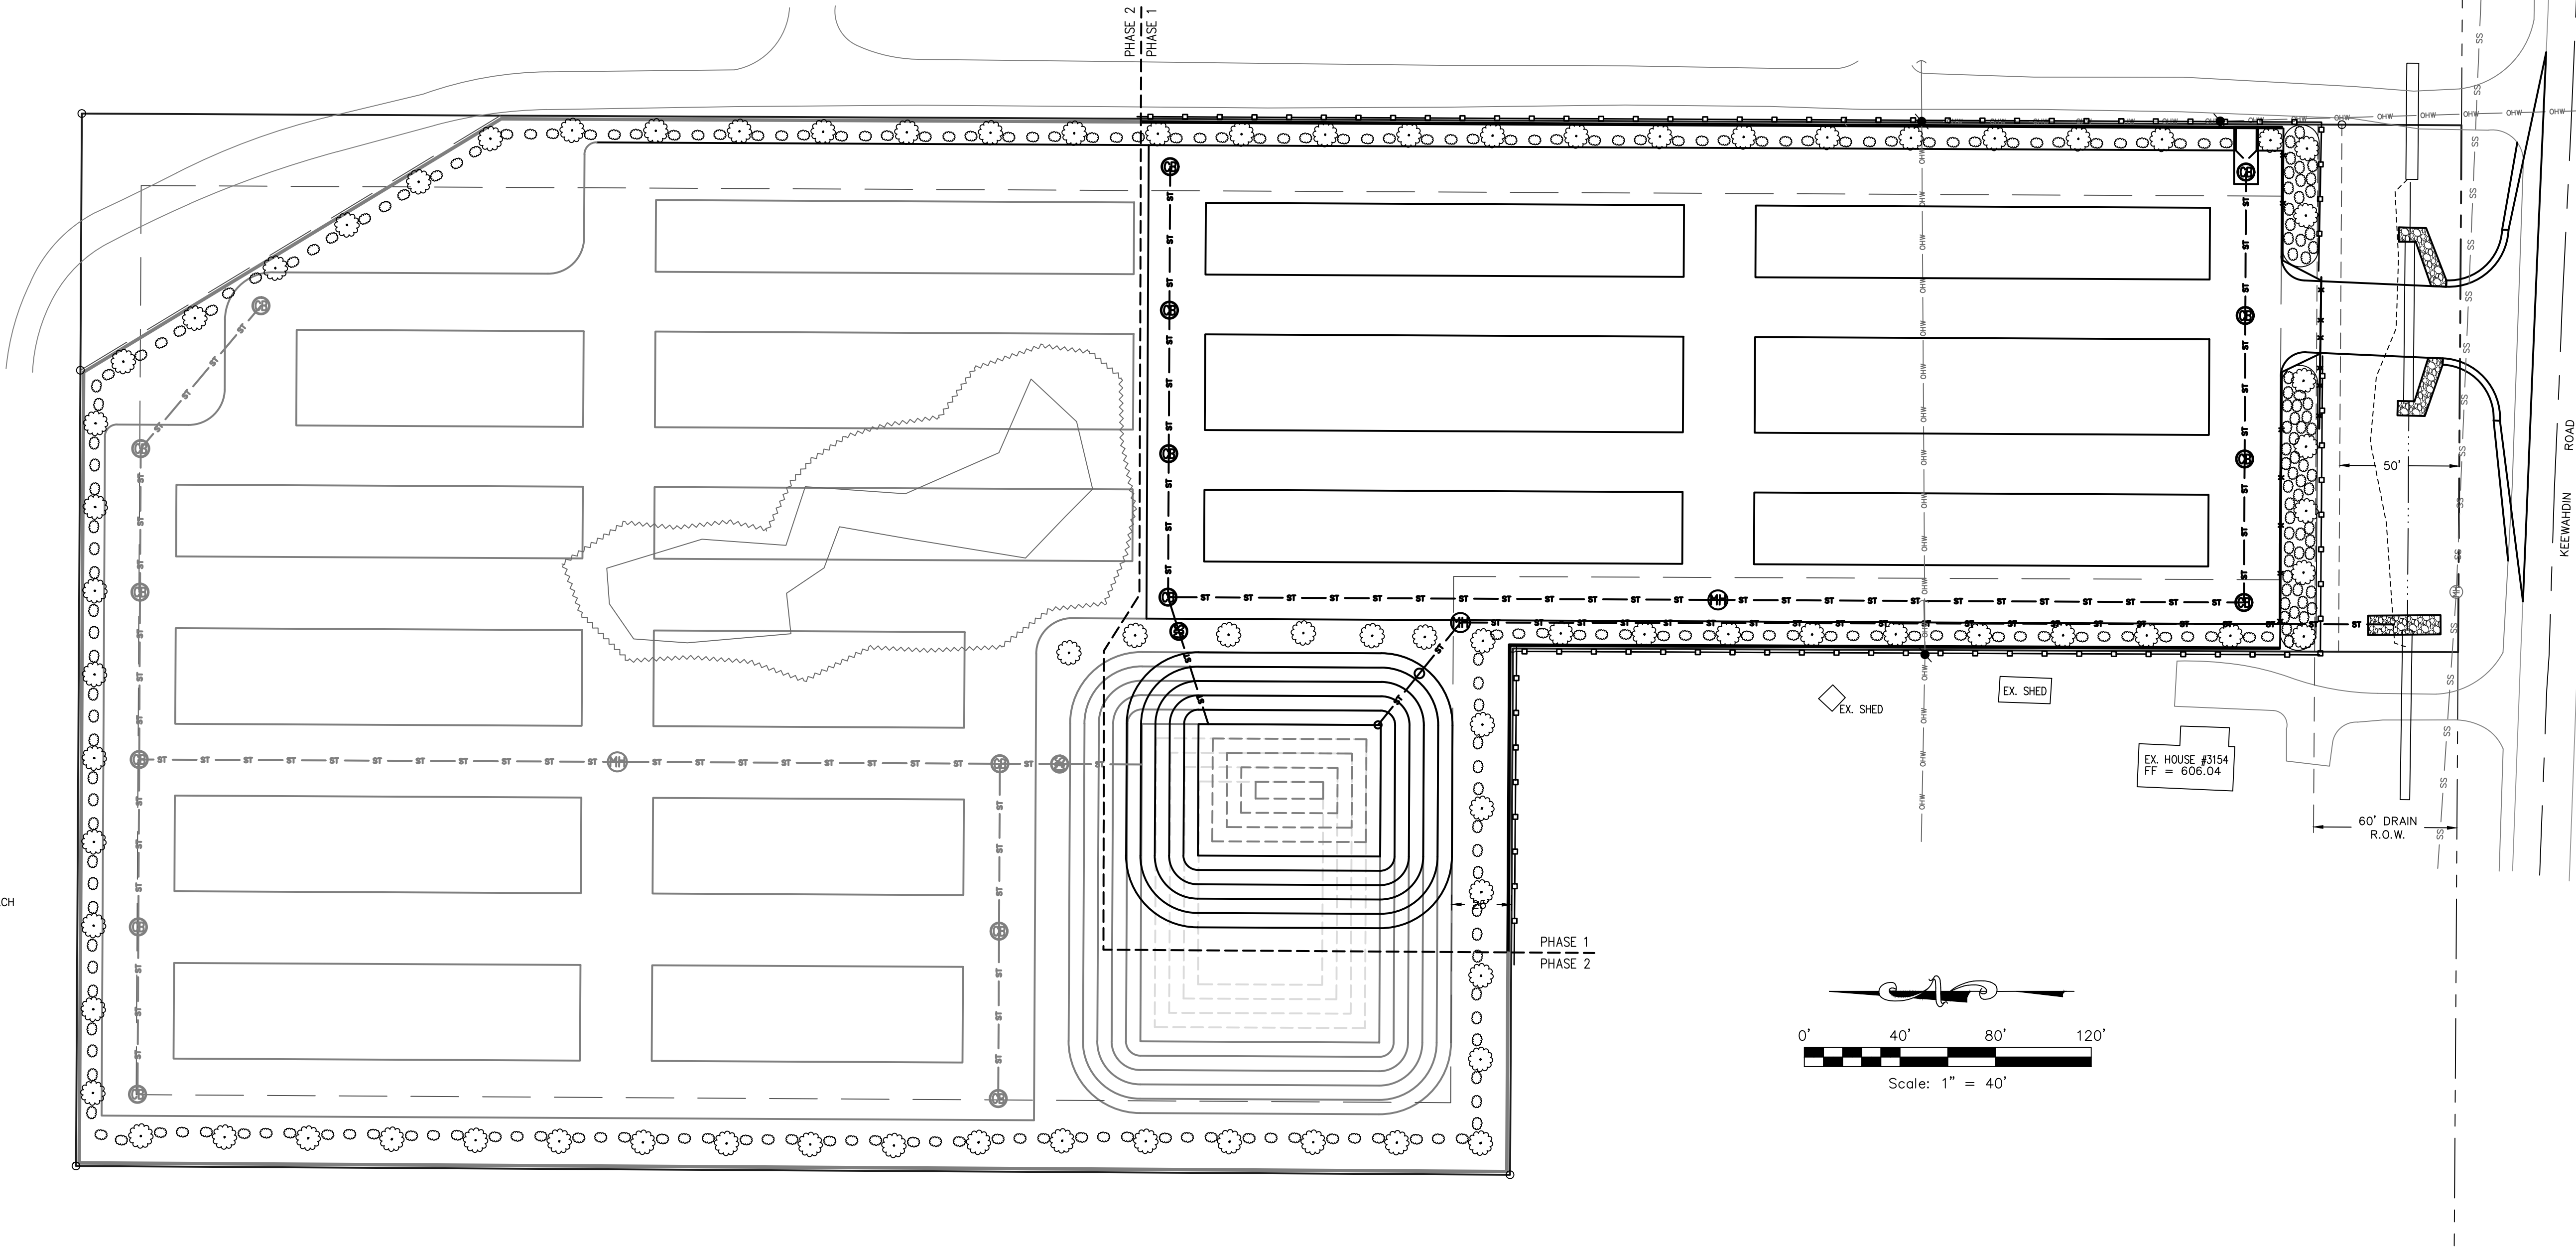 PHASE 2
PHASE 1
50'
KEEWAHDIN ROAD
EX. SHED
EX. SHED
EX. HOUSE #3154
FF = 606.04
60' DRAIN
R.O.W.
CH
25'
PHASE 1
PHASE 2
0' 40' 80' 120'
Scale: 1" = 40'